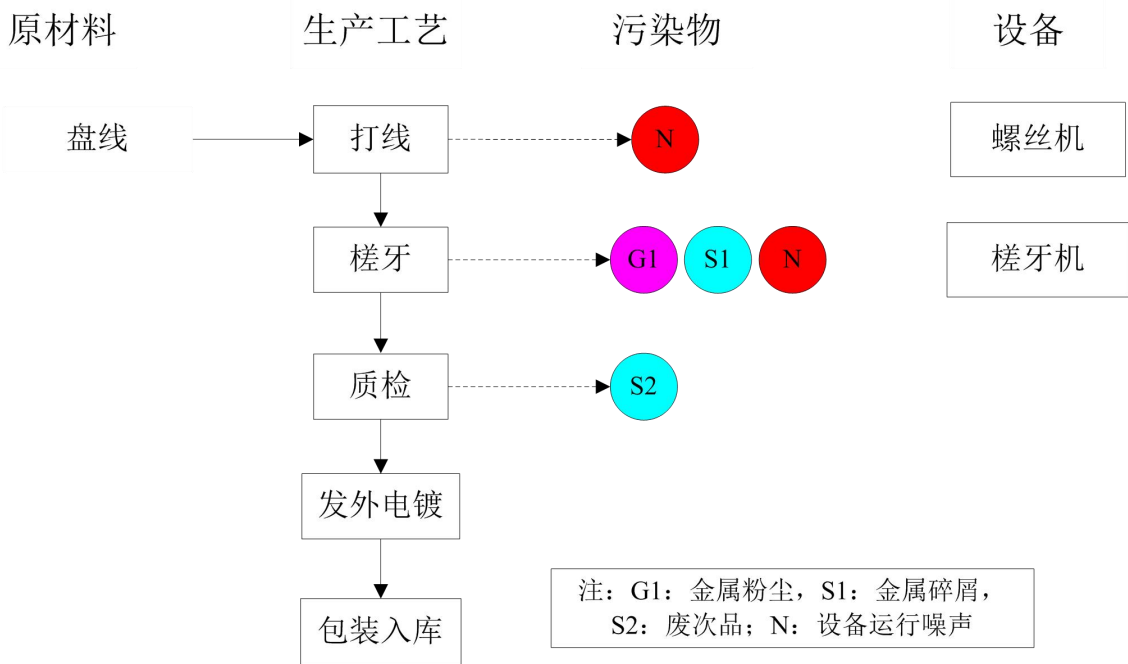 原材料 生产工艺 污染物 设备
盘线 打线 N 螺丝机
槎牙 G1 S1 N 槎牙机
质检 S2
发外电镀
包装入库
注：G1：金属粉尘，S1：金属碎屑，
S2：废次品；N：设备运行噪声